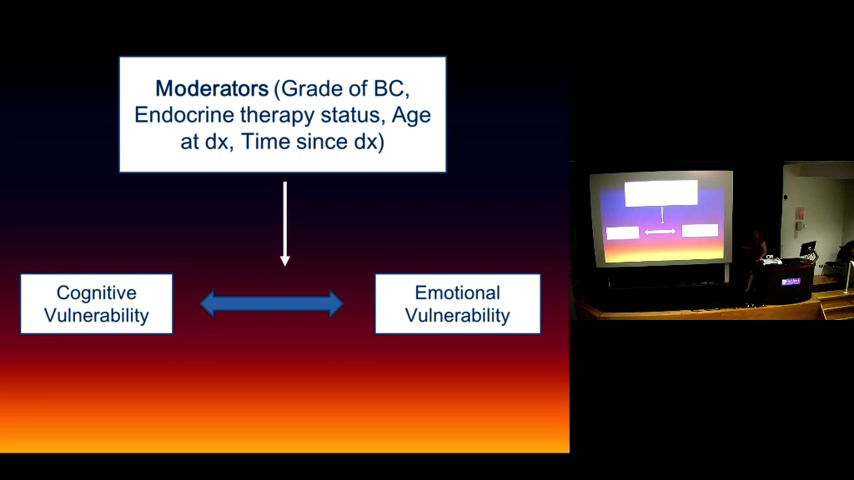 Moderators (Grade of BC,
Endocrine therapy status, Age
at dx, Time since dx)
Cognitive
Vulnerability
Emotional
Vulnerability